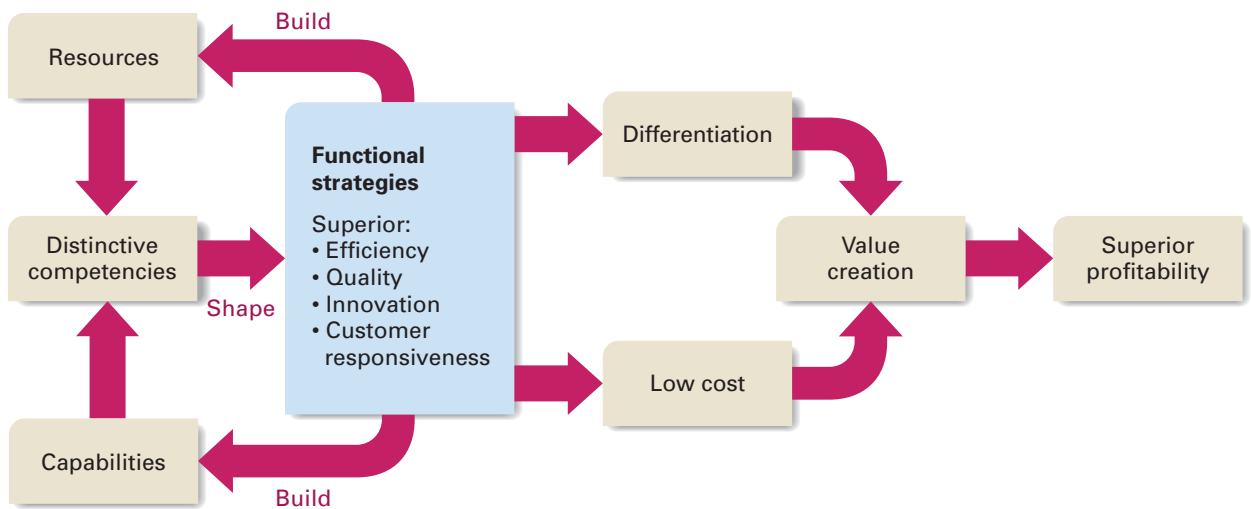 Build
Resources
Functional
strategies
Superior:
• Efficiency
• Quality
• Innovation
• Customer
responsiveness
Differentiation
Distinctive
competencies
Shape
Value
creation
Superior
profitability
Low cost
Capabilities
Build